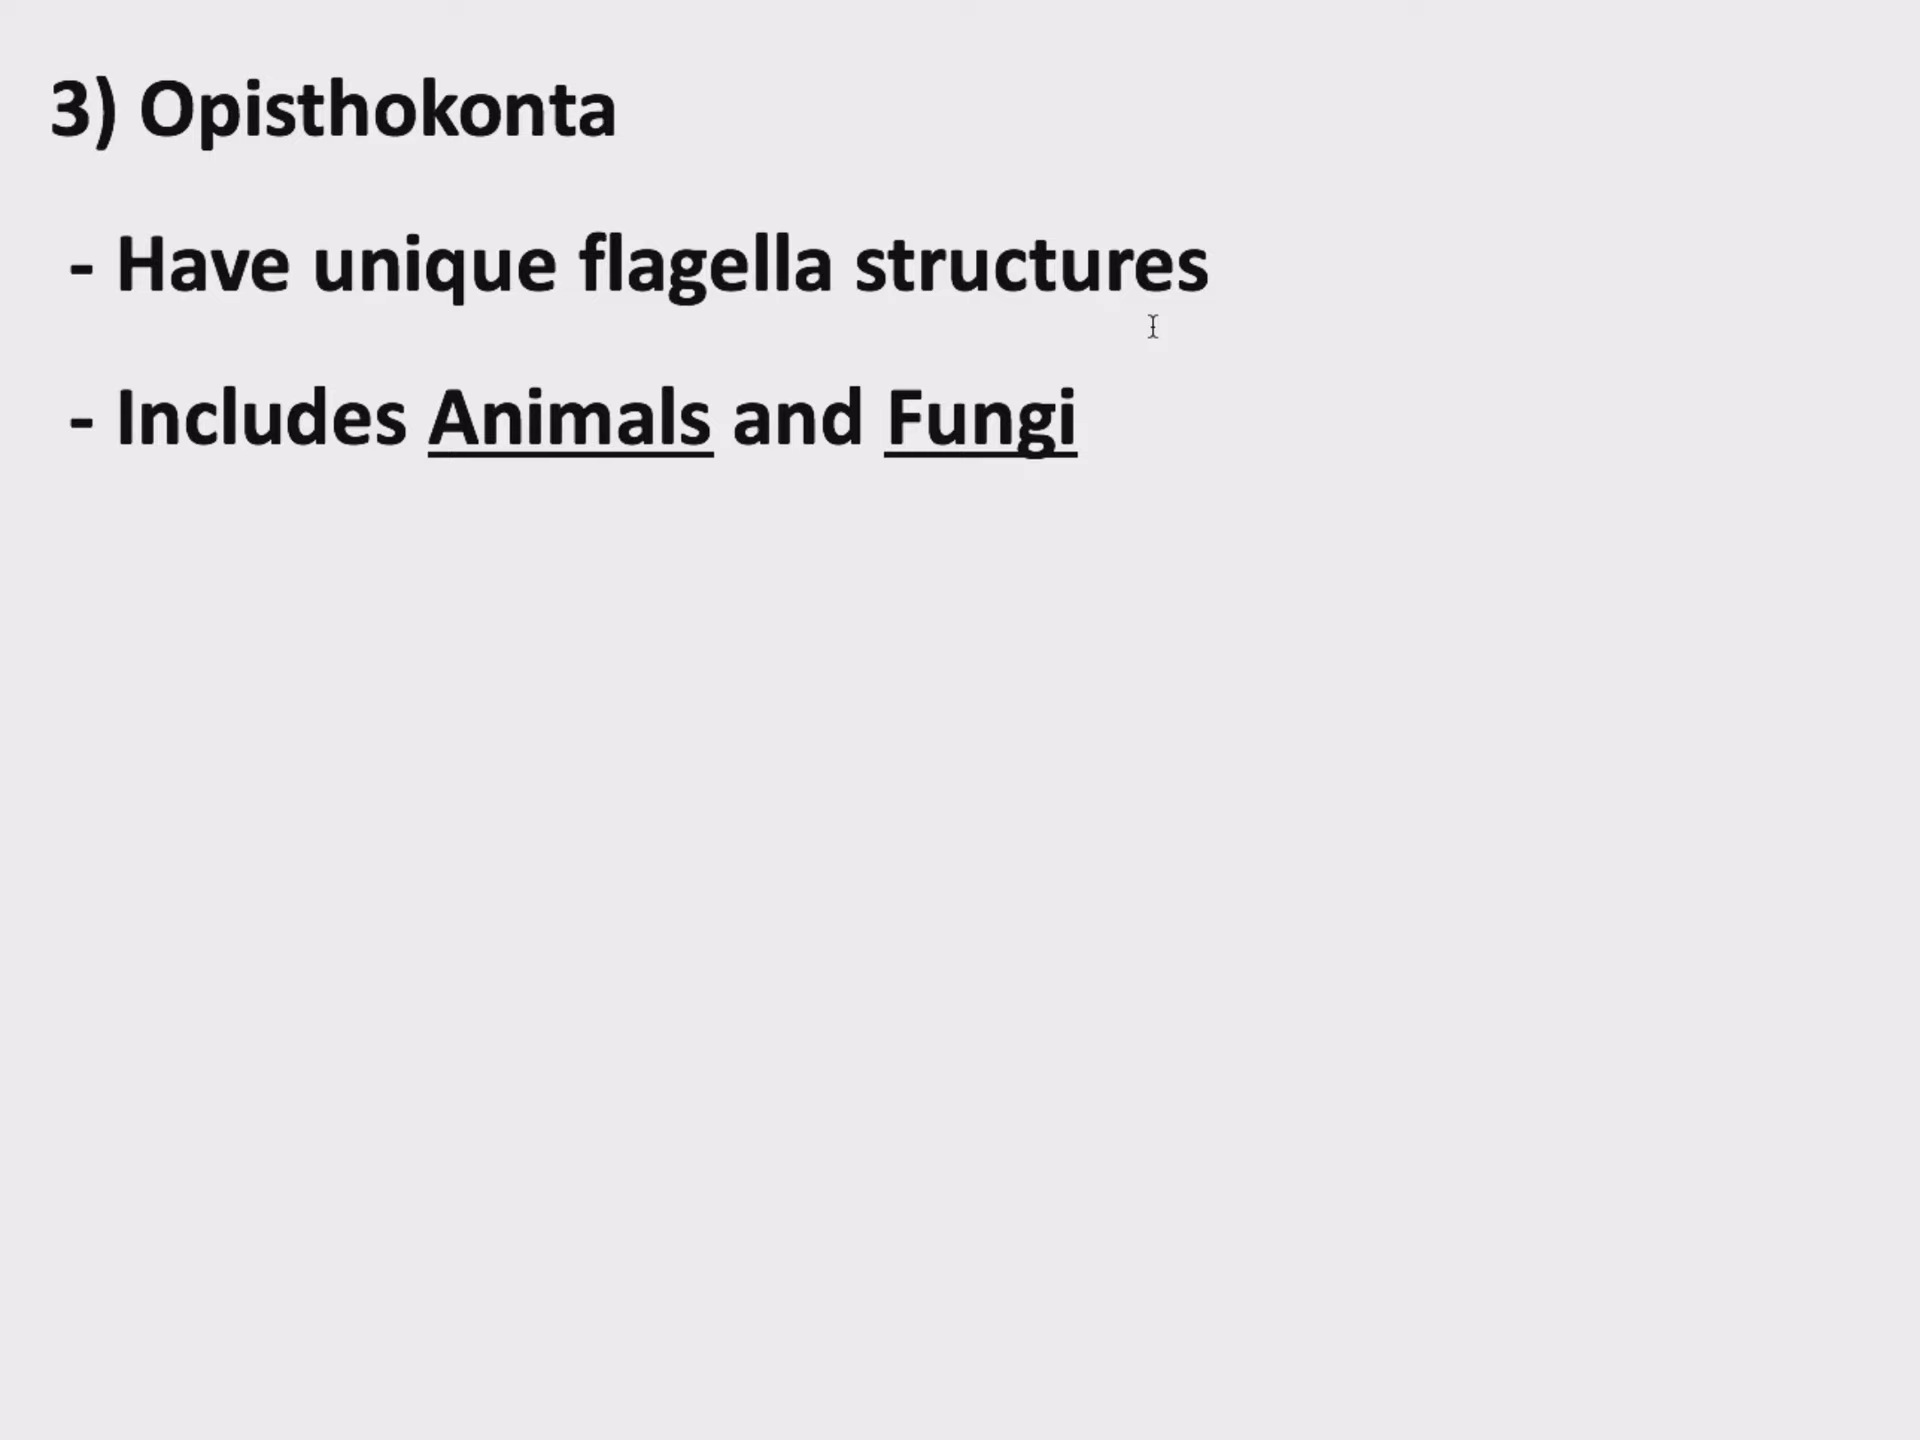 3) Opisthokonta
- Have unique flagella structures
- Includes Animals and Fungi